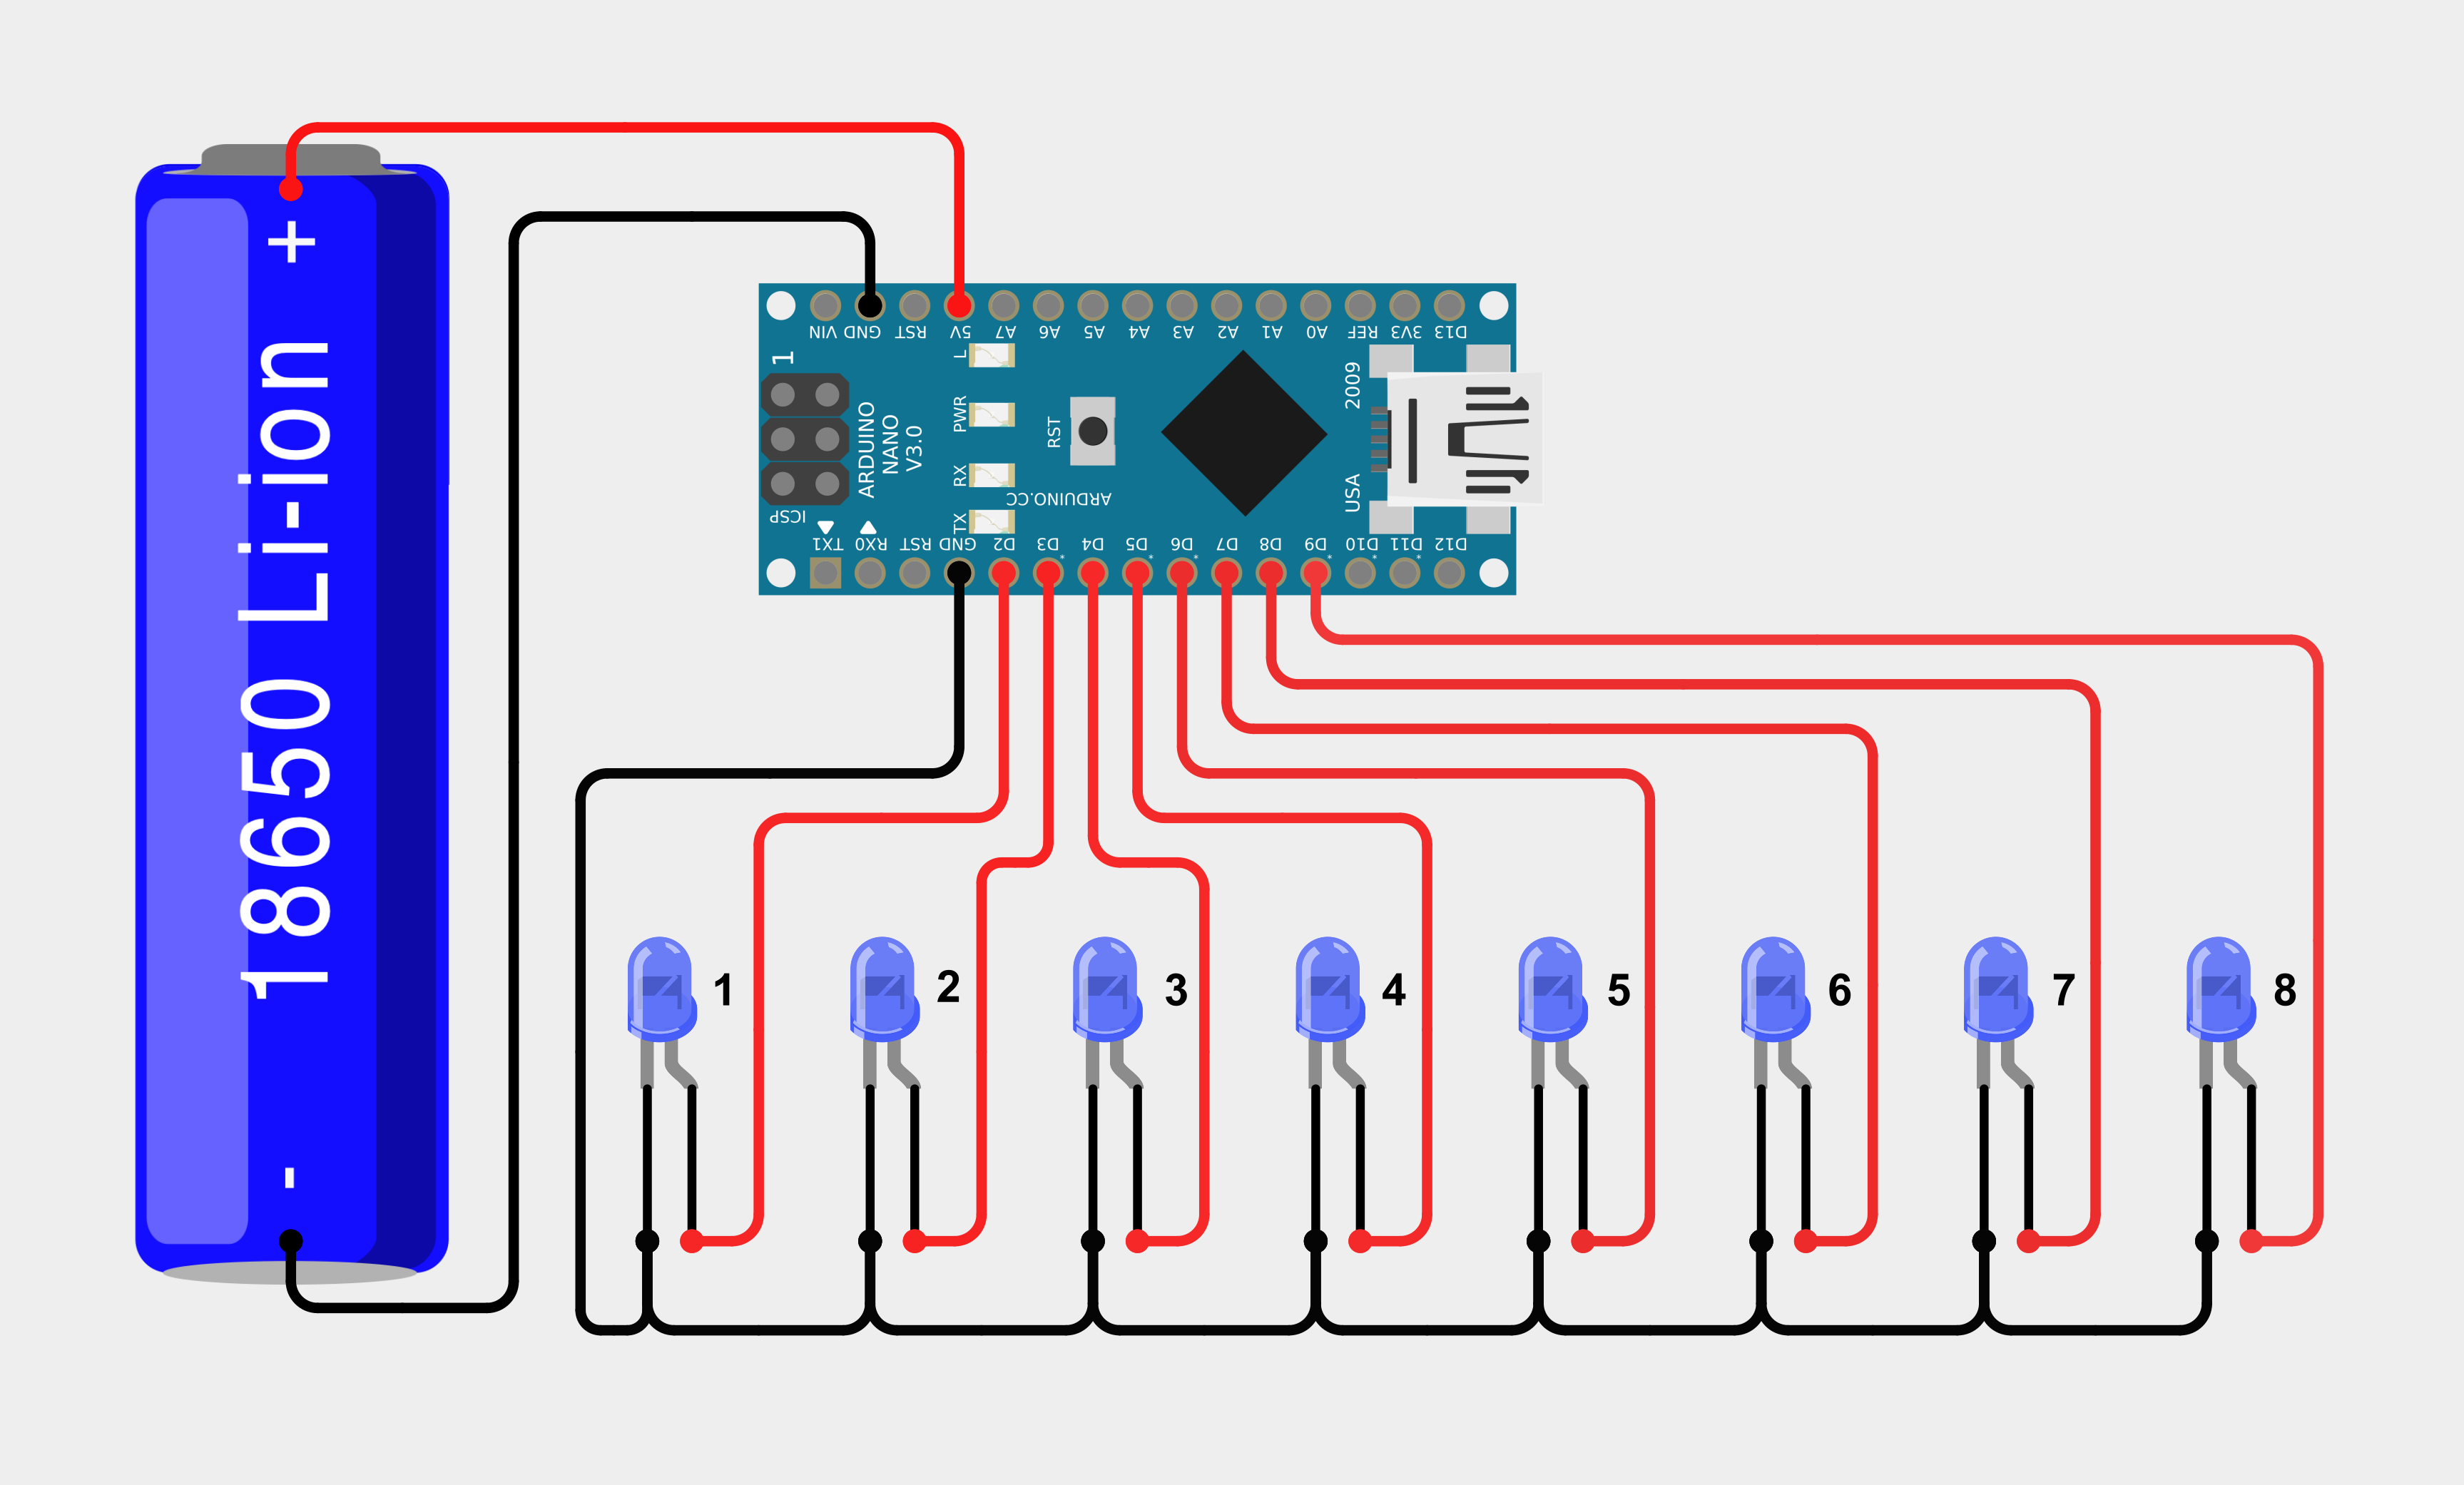 +
18650 Li-ion
-
VIN GND RST 5V A7 A6 A5 A4 A3 A2 A1 A0 REF 3V3 D13
1
L
PWR
RX
TX
ARDUINO
NANO
V3.0
RST
ARDUINO.CC
2009
USA
ICSP
TX1 RX0 RST GND D2 D3 D4 D5 D6 D7 D8 D9 D10 D11 D12
* * * * * *
1 2 3 4 5 6 7 8